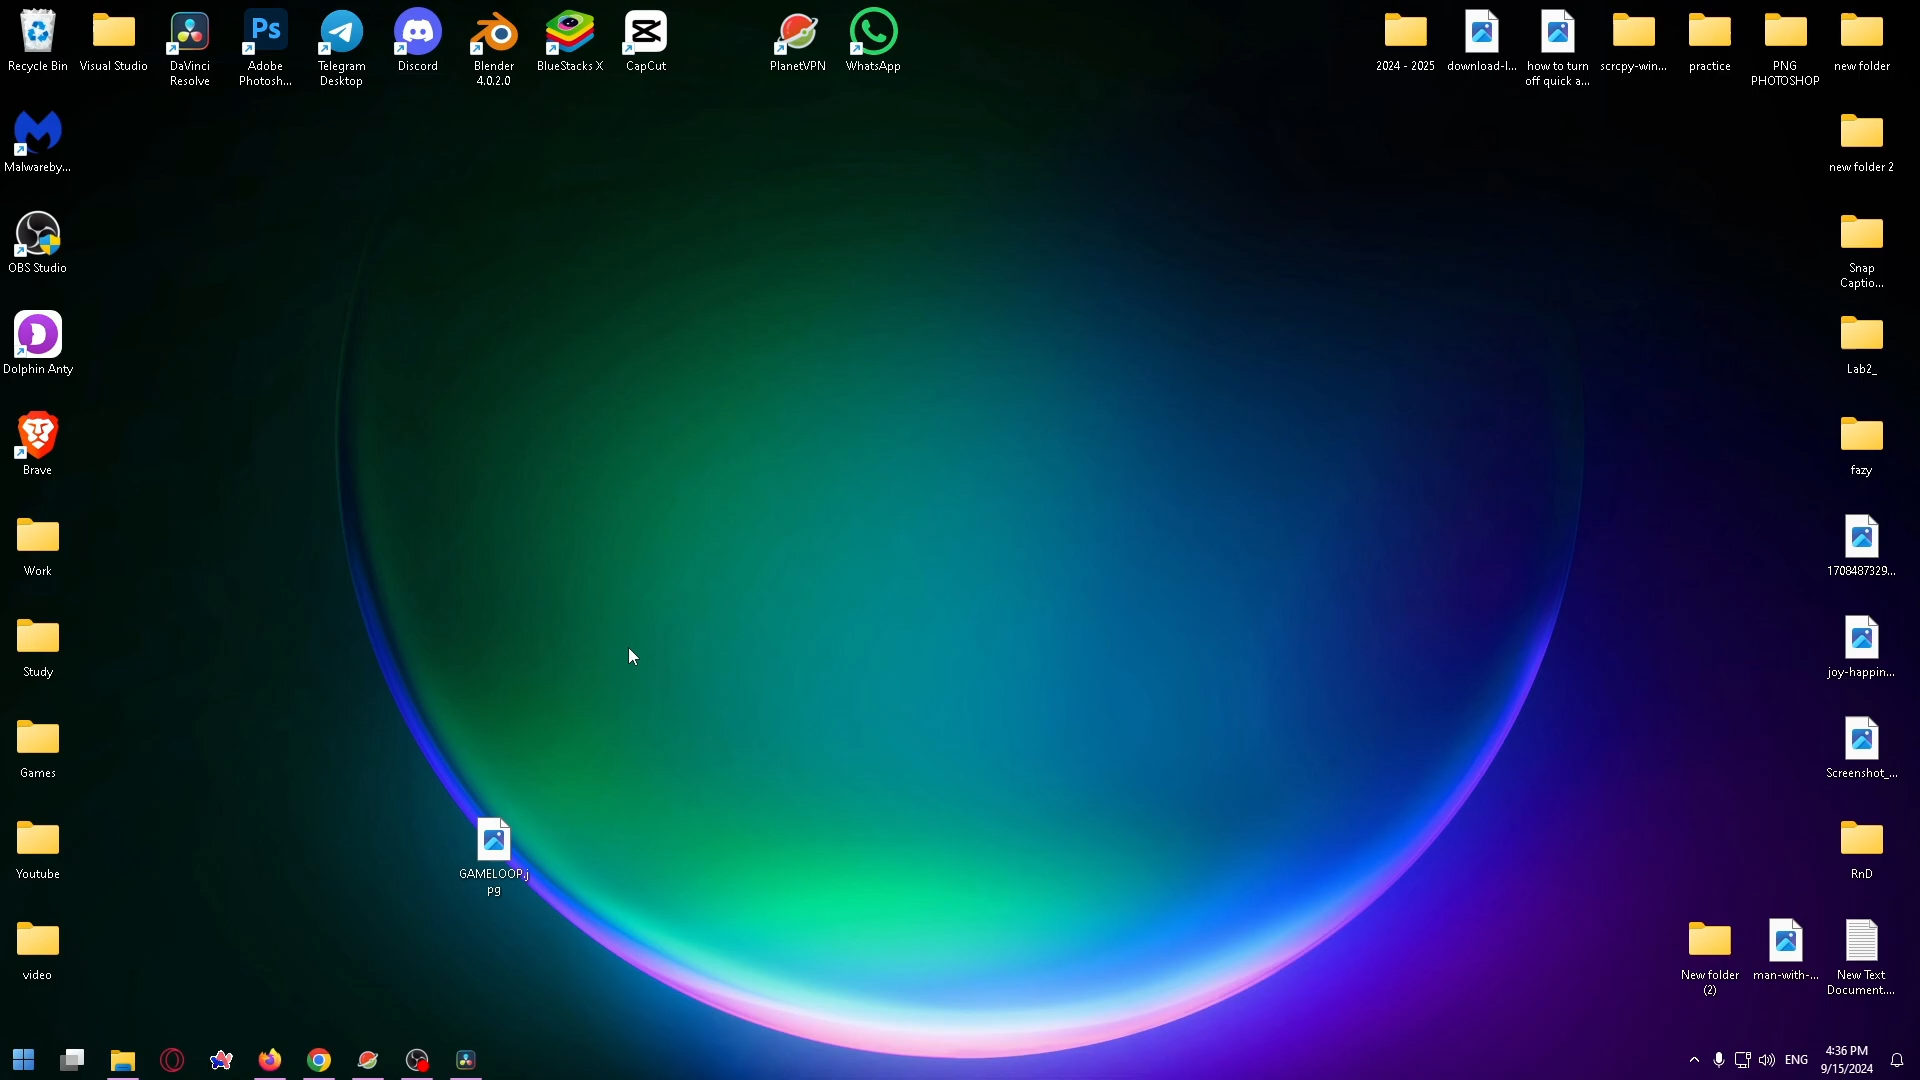 Recycle Bin
Visual Studio
DaVinci
Resolve
Ps
Adobe
Photosh...
Telegram
Desktop
Discord
Blender
4.0.2.0
BlueStacks X
CapCut
PlanetVPN
WhatsApp
2024 - 2025
download-l...
how to turn
off quick a...
scrcpy-win...
practice
PNG
PHOTOSHOP
new folder
Malwareby...
new folder 2
OBS Studio
Snap
Captio...
Dolphin Anty
Lab2_
Brave
fazy
Work
1708487329...
Study
joy-happin...
Games
Screenshot_...
Youtube
GAMELOOP.j
pg
RnD
video
New folder
(2)
man-with-...
New Text
Document....
ENG
4:36 PM
9/15/2024